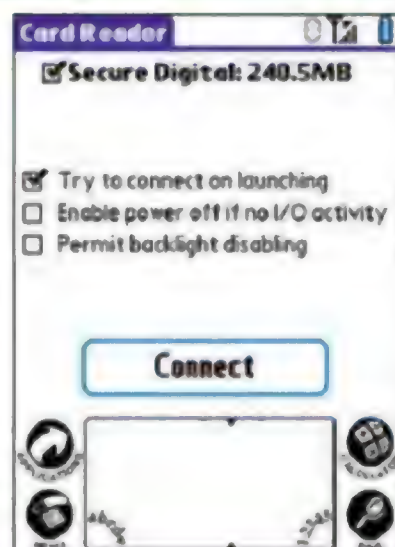 Card Reader
Secure Digital: 240.5MB
Try to connect on launching
Enable power off if no I/O activity
Permit backlight disabling
Connect